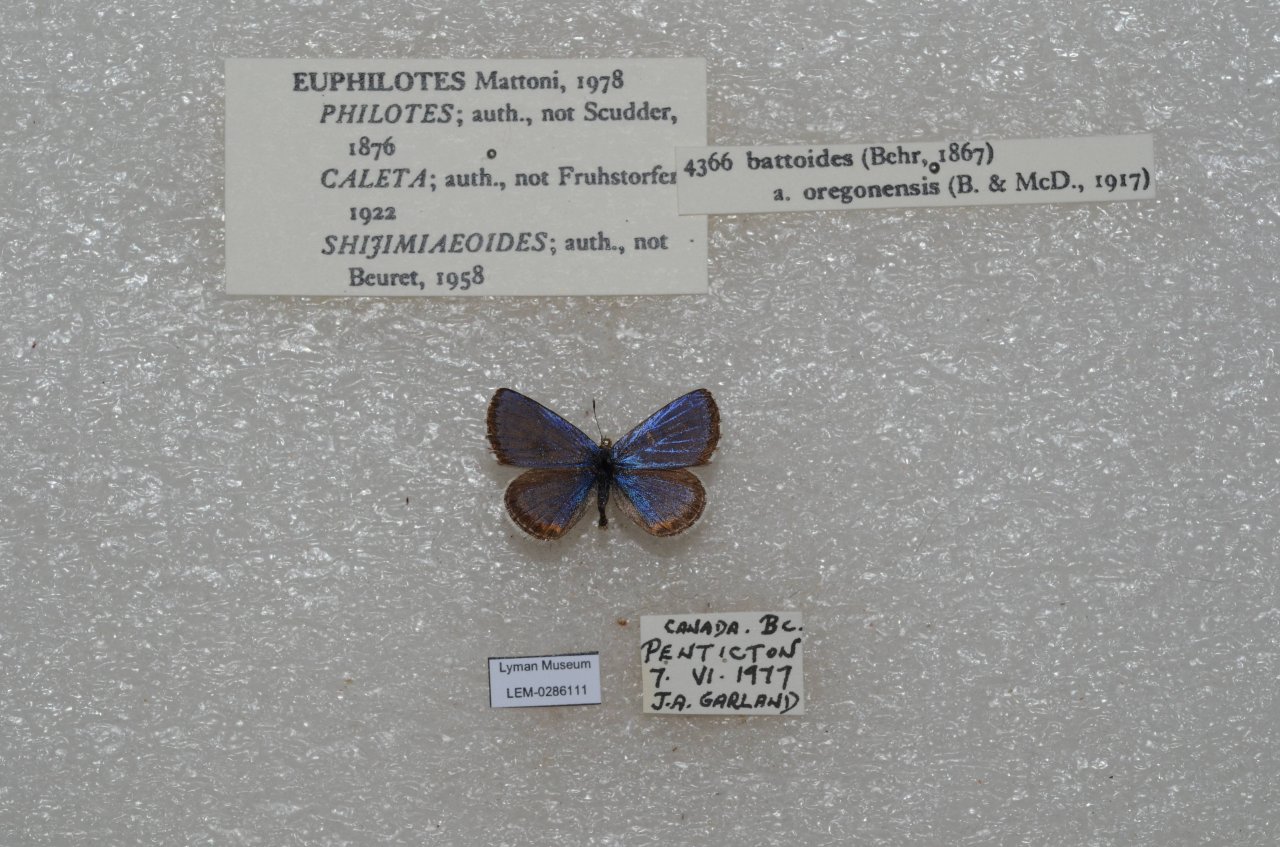 EUPHILOTES Mattoni, 1978
PHILOTES; auth., not Scudder,
1876
CALETA; auth., not Fruhstorfer
1922
SHIJIMIAEOIDES; auth., not
Beuret, 1958
4366 battoides (Behr, 1867)
a. oregonensis (B. & McD., 1917)
Lyman Museum
LEM-0286111
CANADA. BC.
PENTICTON
7. VI. 1977
J.A. GARLAND